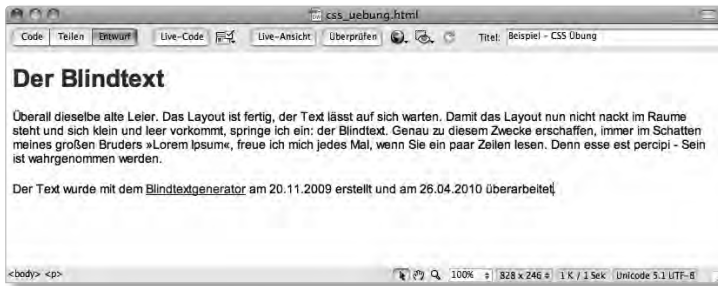 css_uebung.html
Code Teilen Entwurf Live-Code Live-Ansicht Überprüfen Titel: Beispiel - CSS Übung
Der Blindtext
Überall dieselbe alte Leier. Das Layout ist fertig, der Text lässt auf sich warten. Damit das Layout nun nicht nackt im Raume
steht und sich klein und leer vorkommt, springe ich ein: der Blindtext. Genau zu diesem Zwecke erschaffen, immer im Schatten
meines großen Bruders »Lorem Ipsum«, freue ich mich jedes Mal, wenn Sie ein paar Zeilen lesen. Denn esse est percipi - Sein
ist wahrgenommen werden.
Der Text wurde mit dem Blindtextgenerator am 20.11.2009 erstellt und am 26.04.2010 überarbeitet.
<body> <p> 100% 828 x 246 1 K / 1 Sek Unicode 5.1 UTF-8